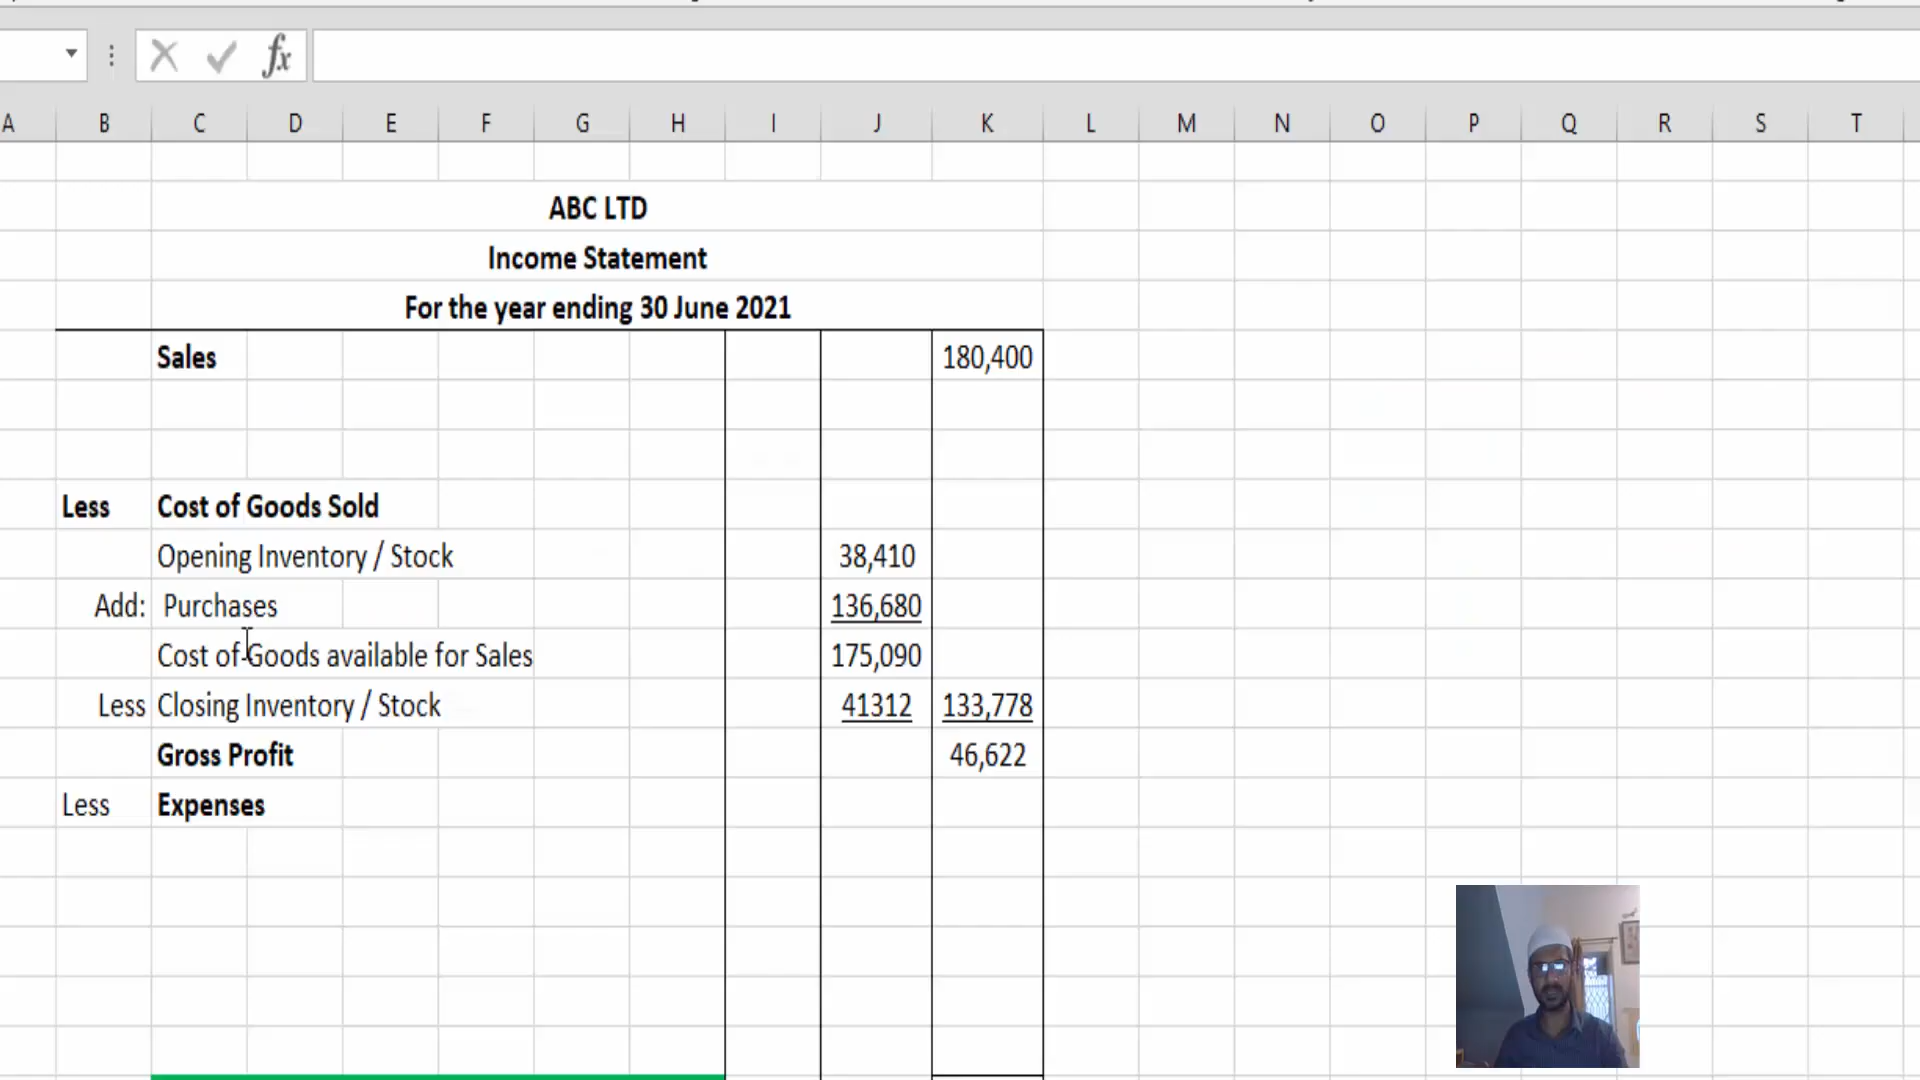 fx
A B C D E F G H I J K L M N O P Q R S T
ABC LTD
Income Statement
For the year ending 30 June 2021
Sales 180,400
Less Cost of Goods Sold
Opening Inventory / Stock 38,410
Add: Purchases 136,680
Cost of Goods available for Sales 175,090
Less Closing Inventory / Stock 41312 133,778
Gross Profit 46,622
Less Expenses